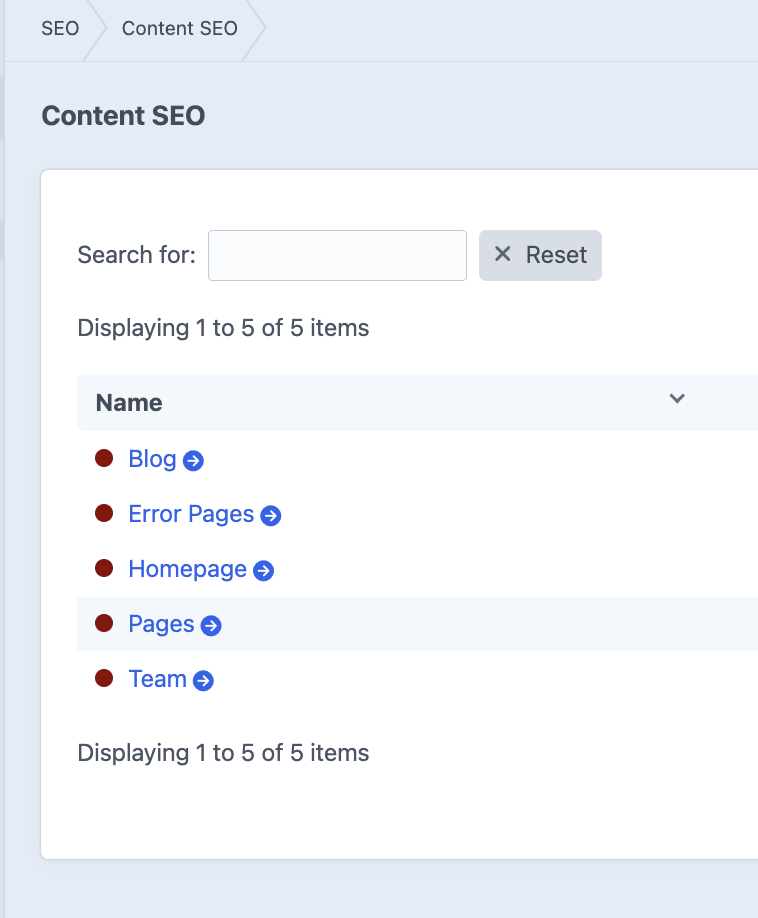 SEO Content SEO
Content SEO
Search for: Reset
Displaying 1 to 5 of 5 items
Name
Blog
Error Pages
Homepage
Pages
Team
Displaying 1 to 5 of 5 items